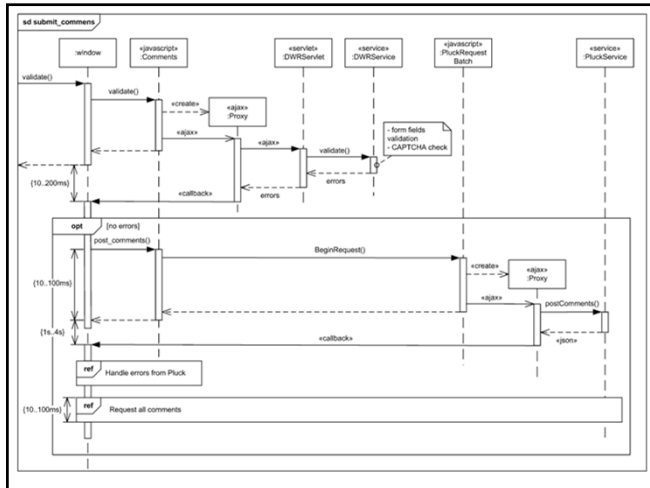 sd submit_commens
:window
«javascript»
:Comments
«servlet»
:DWRServlet
«service»
:DWRService
«javascript»
:PluckRequest
Batch
«service»
:PluckService
validate()
validate()
«create»
«ajax»
:Proxy
«ajax»
«ajax»
validate()
- form fields
validation
- CAPTCHA check
errors
errors
{10..200ms}
«callback»
opt [no errors]
post_comments()
BeginRequest()
«create»
«ajax»
:Proxy
{10..100ms}
«ajax»
postComments()
{1s..4s}
«callback»
«json»
ref Handle errors from Pluck
{10..100ms}
ref Request all comments